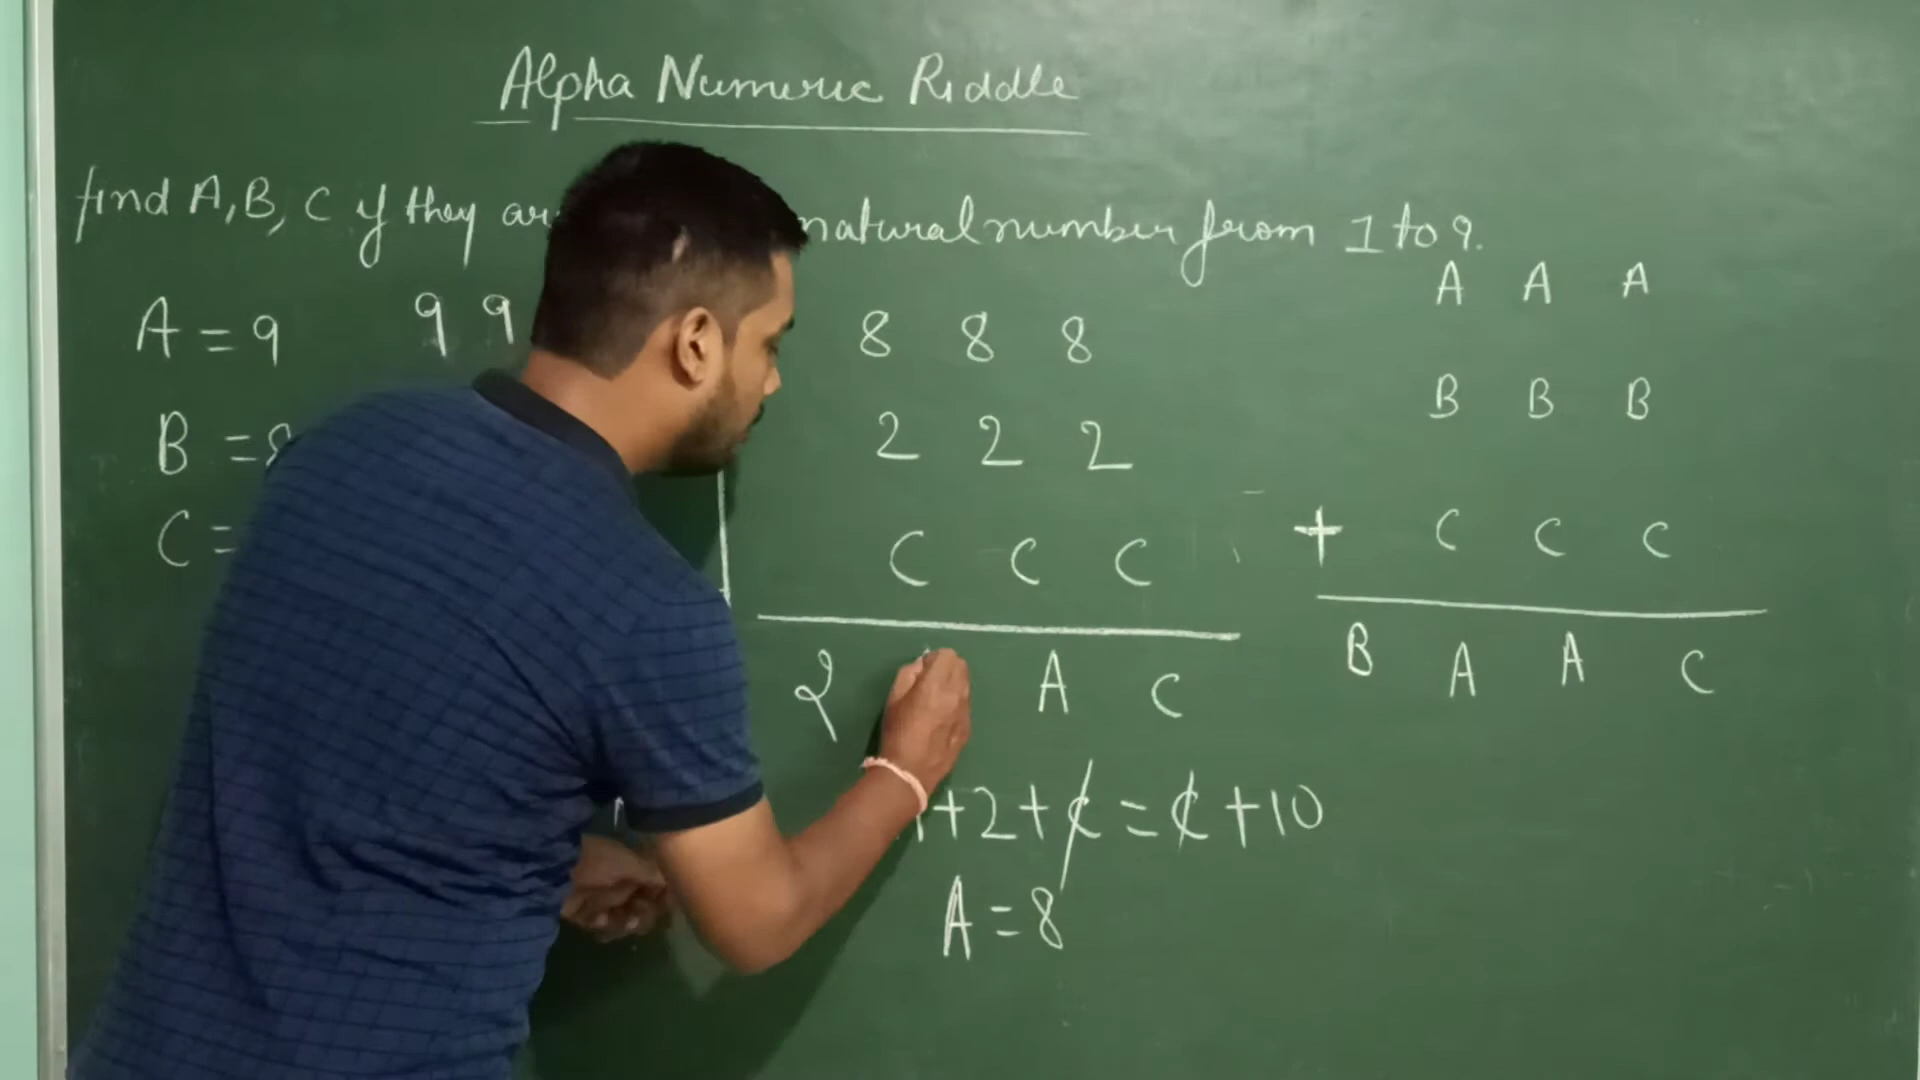 Alpha Numeric Riddle
find A, B, C if they are natural number from 1 to 9.
A = 9
B = 8
C =
9 9
8 8 8
2 2 2
C C C
2 A C
+2+C=C+10
A=8
A A A
B B B
+ C C C
B A A C